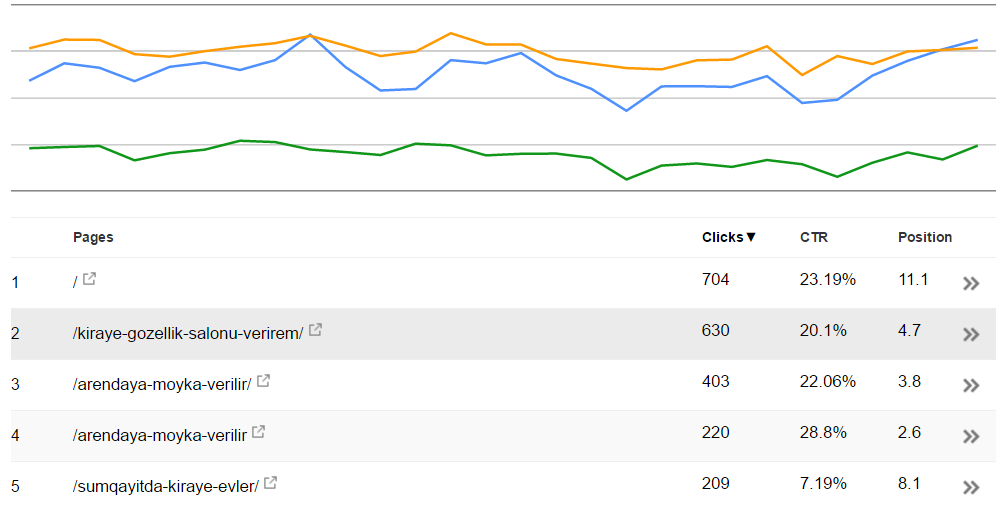 Pages Clicks▼ CTR Position
1 / 704 23.19% 11.1
2 /kiraye-gozellik-salonu-verirem/ 630 20.1% 4.7
3 /arendaya-moyka-verilir/ 403 22.06% 3.8
4 /arendaya-moyka-verilir 220 28.8% 2.6
5 /sumqayitda-kiraye-evler/ 209 7.19% 8.1